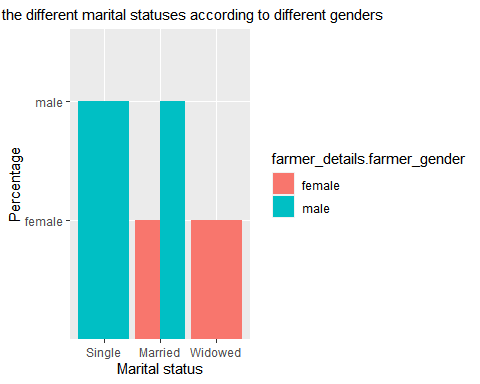 the different marital statuses according to different genders
male
female
Percentage
Single Married Widowed
Marital status
farmer_details.farmer_gender
female
male